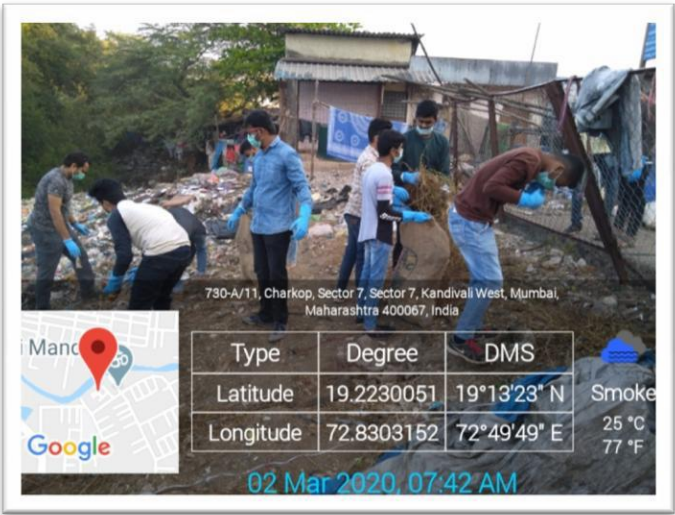 730-A/11, Charkop, Sector 7, Sector 7, Kandivali West, Mumbai,
Maharashtra 400067, India
i Mand
Google
Type Degree DMS
Latitude 19.2230051 19°13'23" N
Longitude 72.8303152 72°49'49" E
Smoke
25 °C
77 °F
02 Mar 2020, 07:42 AM